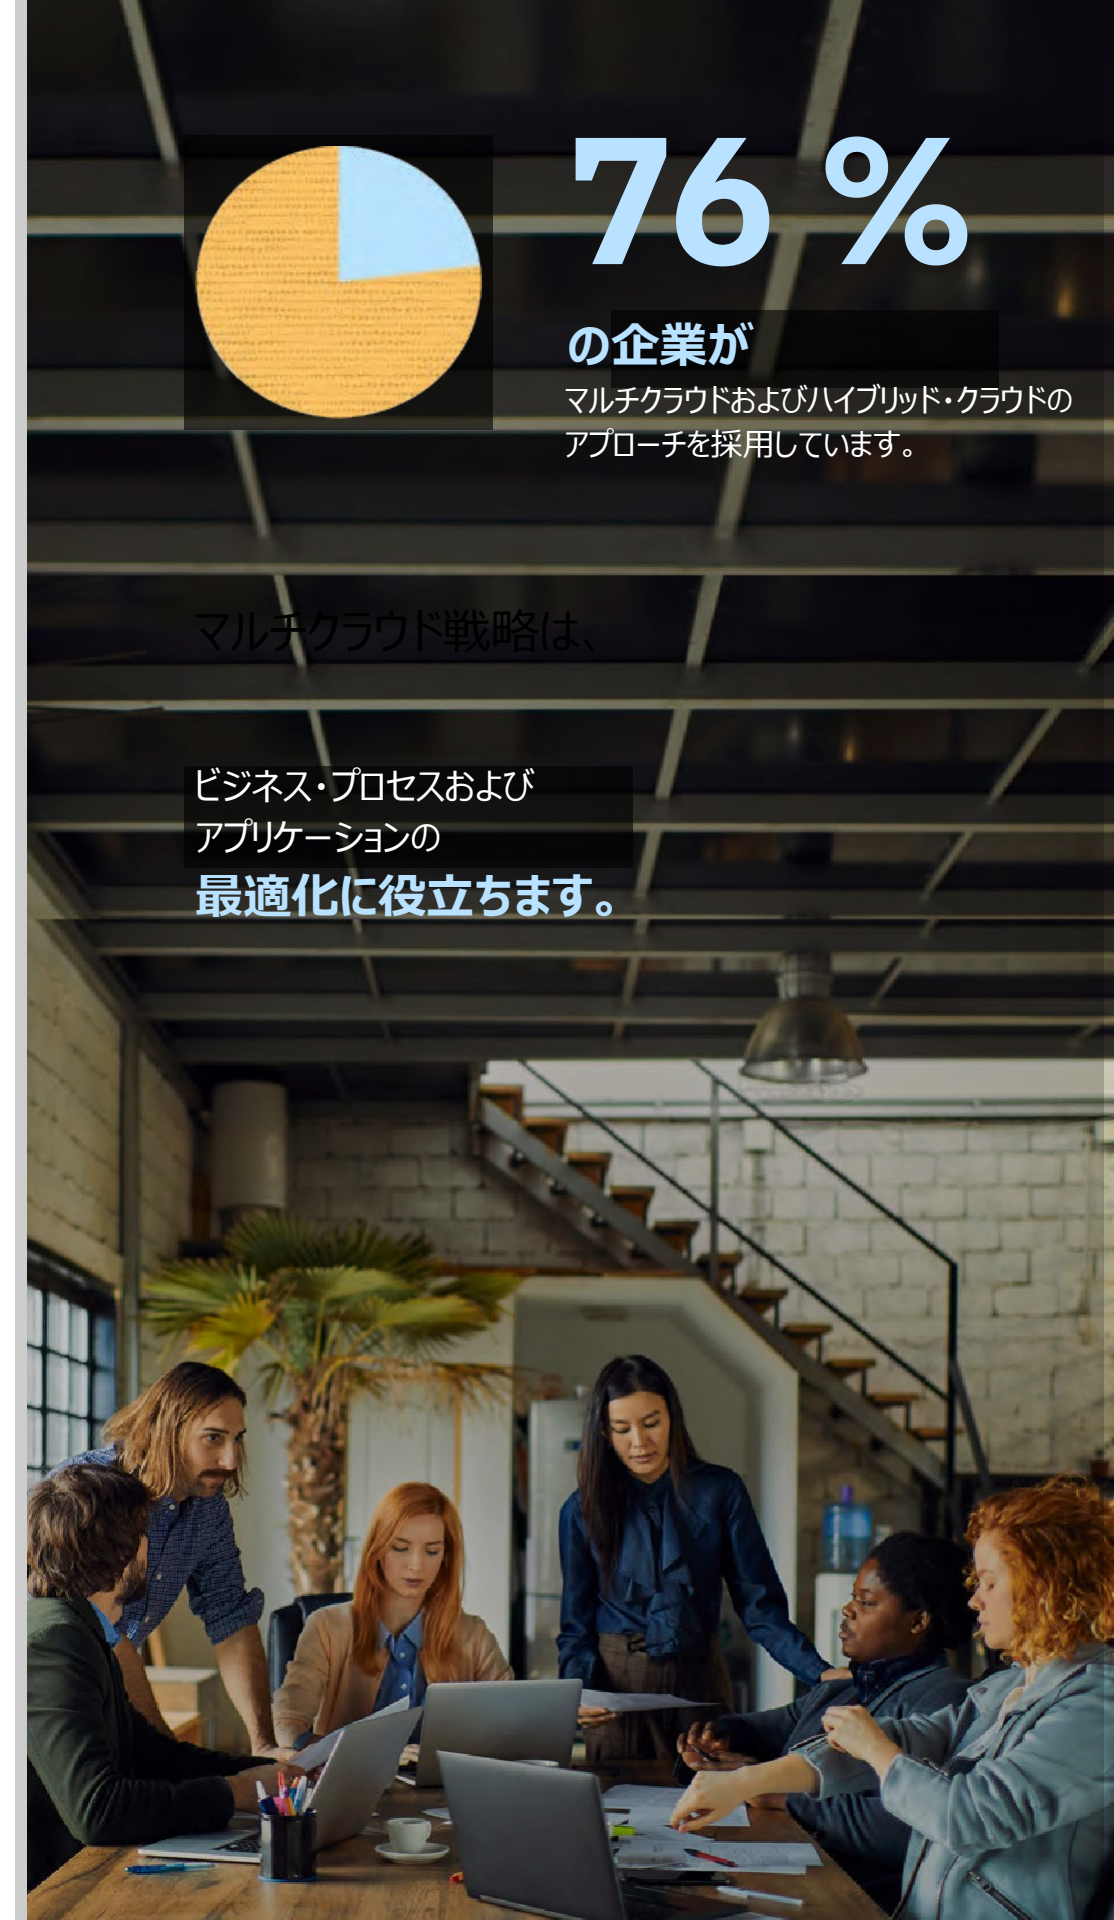 76 %
の企業が
マルチクラウドおよびハイブリッド・クラウドの
アプローチを採用しています。
マルチクラウド戦略は、
ビジネス・プロセスおよび
アプリケーションの
最適化に役立ちます。